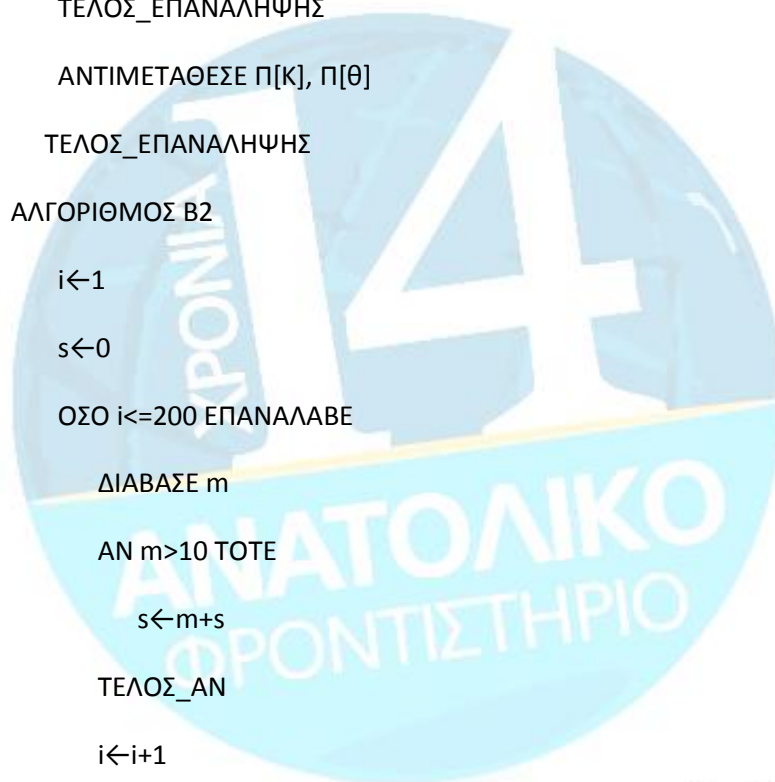 ΤΕΛΟΣ_ΕΠΑΝΑΛΗΨΗΣ
ΑΝΤΙΜΕΤΑΘΕΣΕ Π[Κ], Π[θ]
ΤΕΛΟΣ_ΕΠΑΝΑΛΗΨΗΣ
ΑΛΓΟΡΙΘΜΟΣ Β2
i←1
s←0
ΟΣΟ i<=200 ΕΠΑΝΑΛΑΒΕ
ΔΙΑΒΑΣΕ m
ΑΝ m>10 ΤΟΤΕ
s←m+s
ΤΕΛΟΣ_ΑΝ
i←i+1
14
ΧΡΟΝΙΑ
ΑΝΑΤΟΛΙΚΟ
ΦΡΟΝΤΙΣΤΗΡΙΟ